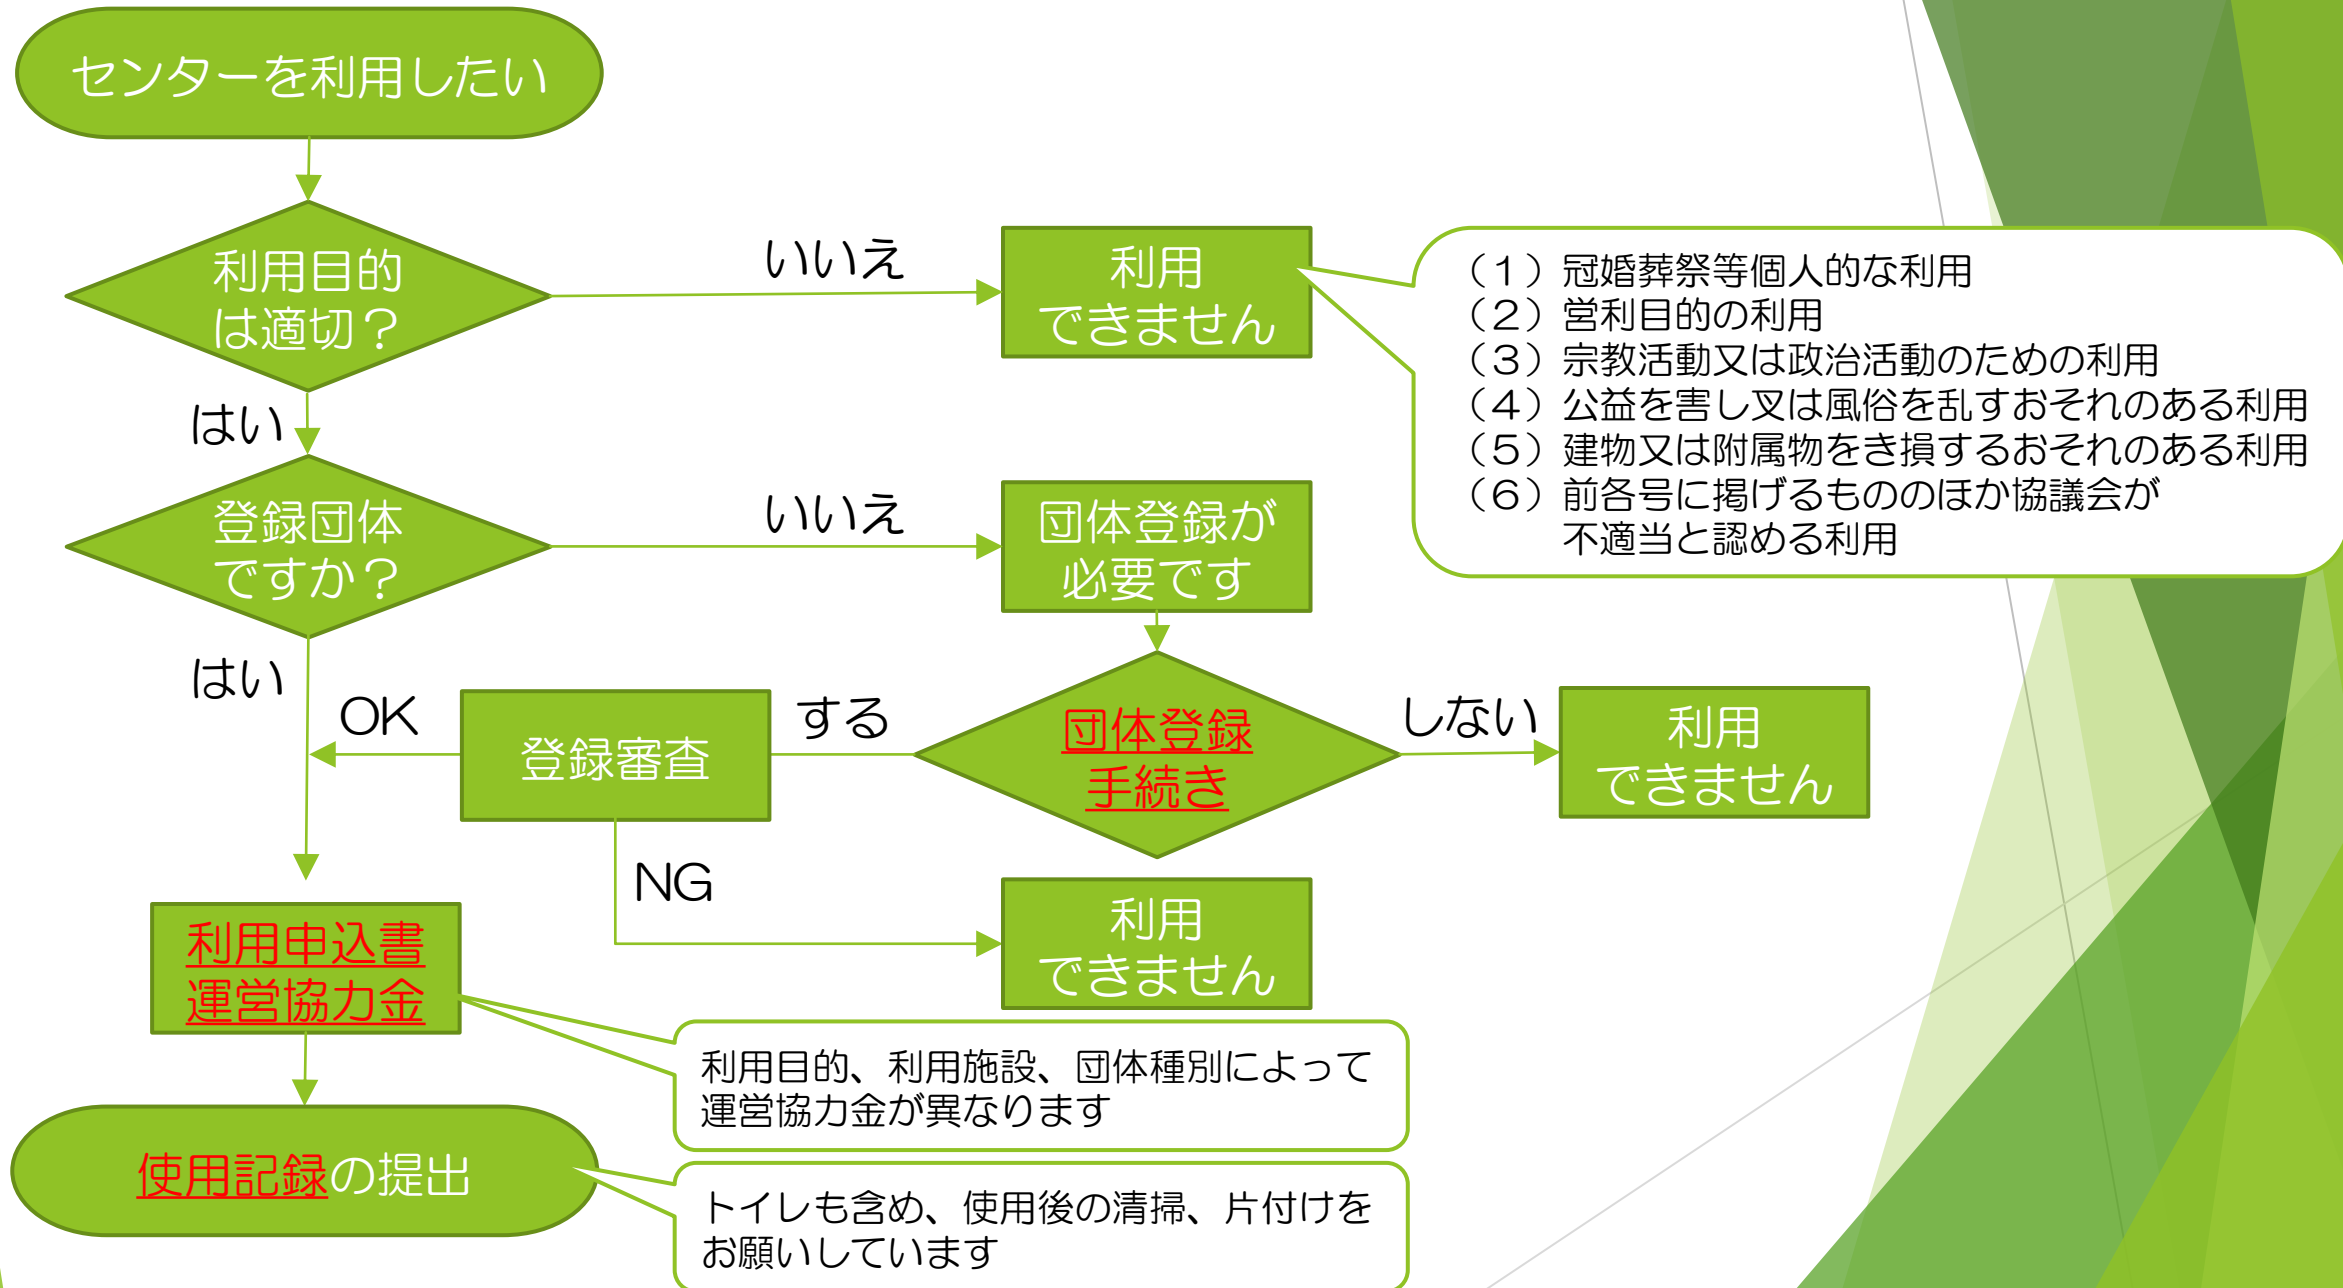 センターを利用したい
利用目的
は適切？
いいえ
利用
できません
（１）冠婚葬祭等個人的な利用
（２）営利目的の利用
（３）宗教活動又は政治活動のための利用
（４）公益を害し叉は風俗を乱すおそれのある利用
（５）建物又は附属物をき損するおそれのある利用
（６）前各号に掲げるもののほか協議会が
不適当と認める利用
はい
登録団体
ですか？
いいえ
団体登録が
必要です
はい
OK
登録審査
する
団体登録
手続き
しない
利用
できません
NG
利用
できません
利用申込書
運営協力金
利用目的、利用施設、団体種別によって
運営協力金が異なります
使用記録の提出
トイレも含め、使用後の清掃、片付けを
お願いしています